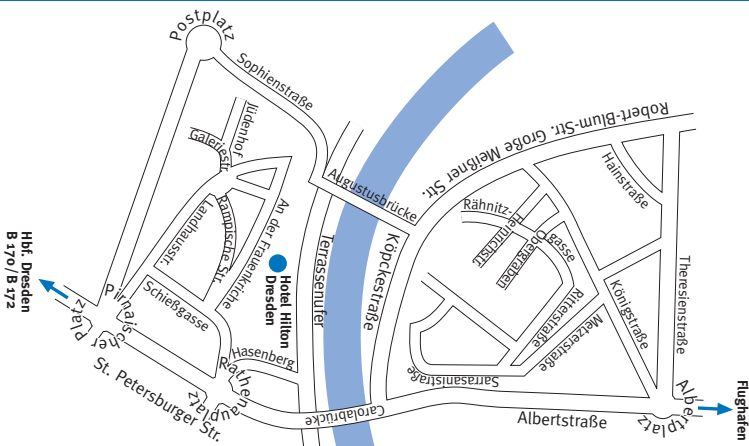 Postplatz
Sophienstraße
Jüdenhof
Galeriestr.
Augustusbrücke
Große Meißner Str.
Robert-Blum-Str.
Hainstraße
Rähnitz-
gasse
Heinrichstr.
Obergraben
An der Frauenkirche
Rampische Str.
Landhausstr.
Terrassenufer
Köpckestraße
Ritterstraße
Königstraße
Theresienstraße
Metzerstraße
Hotel Hilton
Dresden
Hbf. Dresden
B 170 / B 172
Pirnaischer
Platz
Schießgasse
Hasenberg
Rathenauplatz
St. Petersburger Str.
Carolabrücke
Sarrasanistraße
Albertstraße
Albertplatz
Flughafen